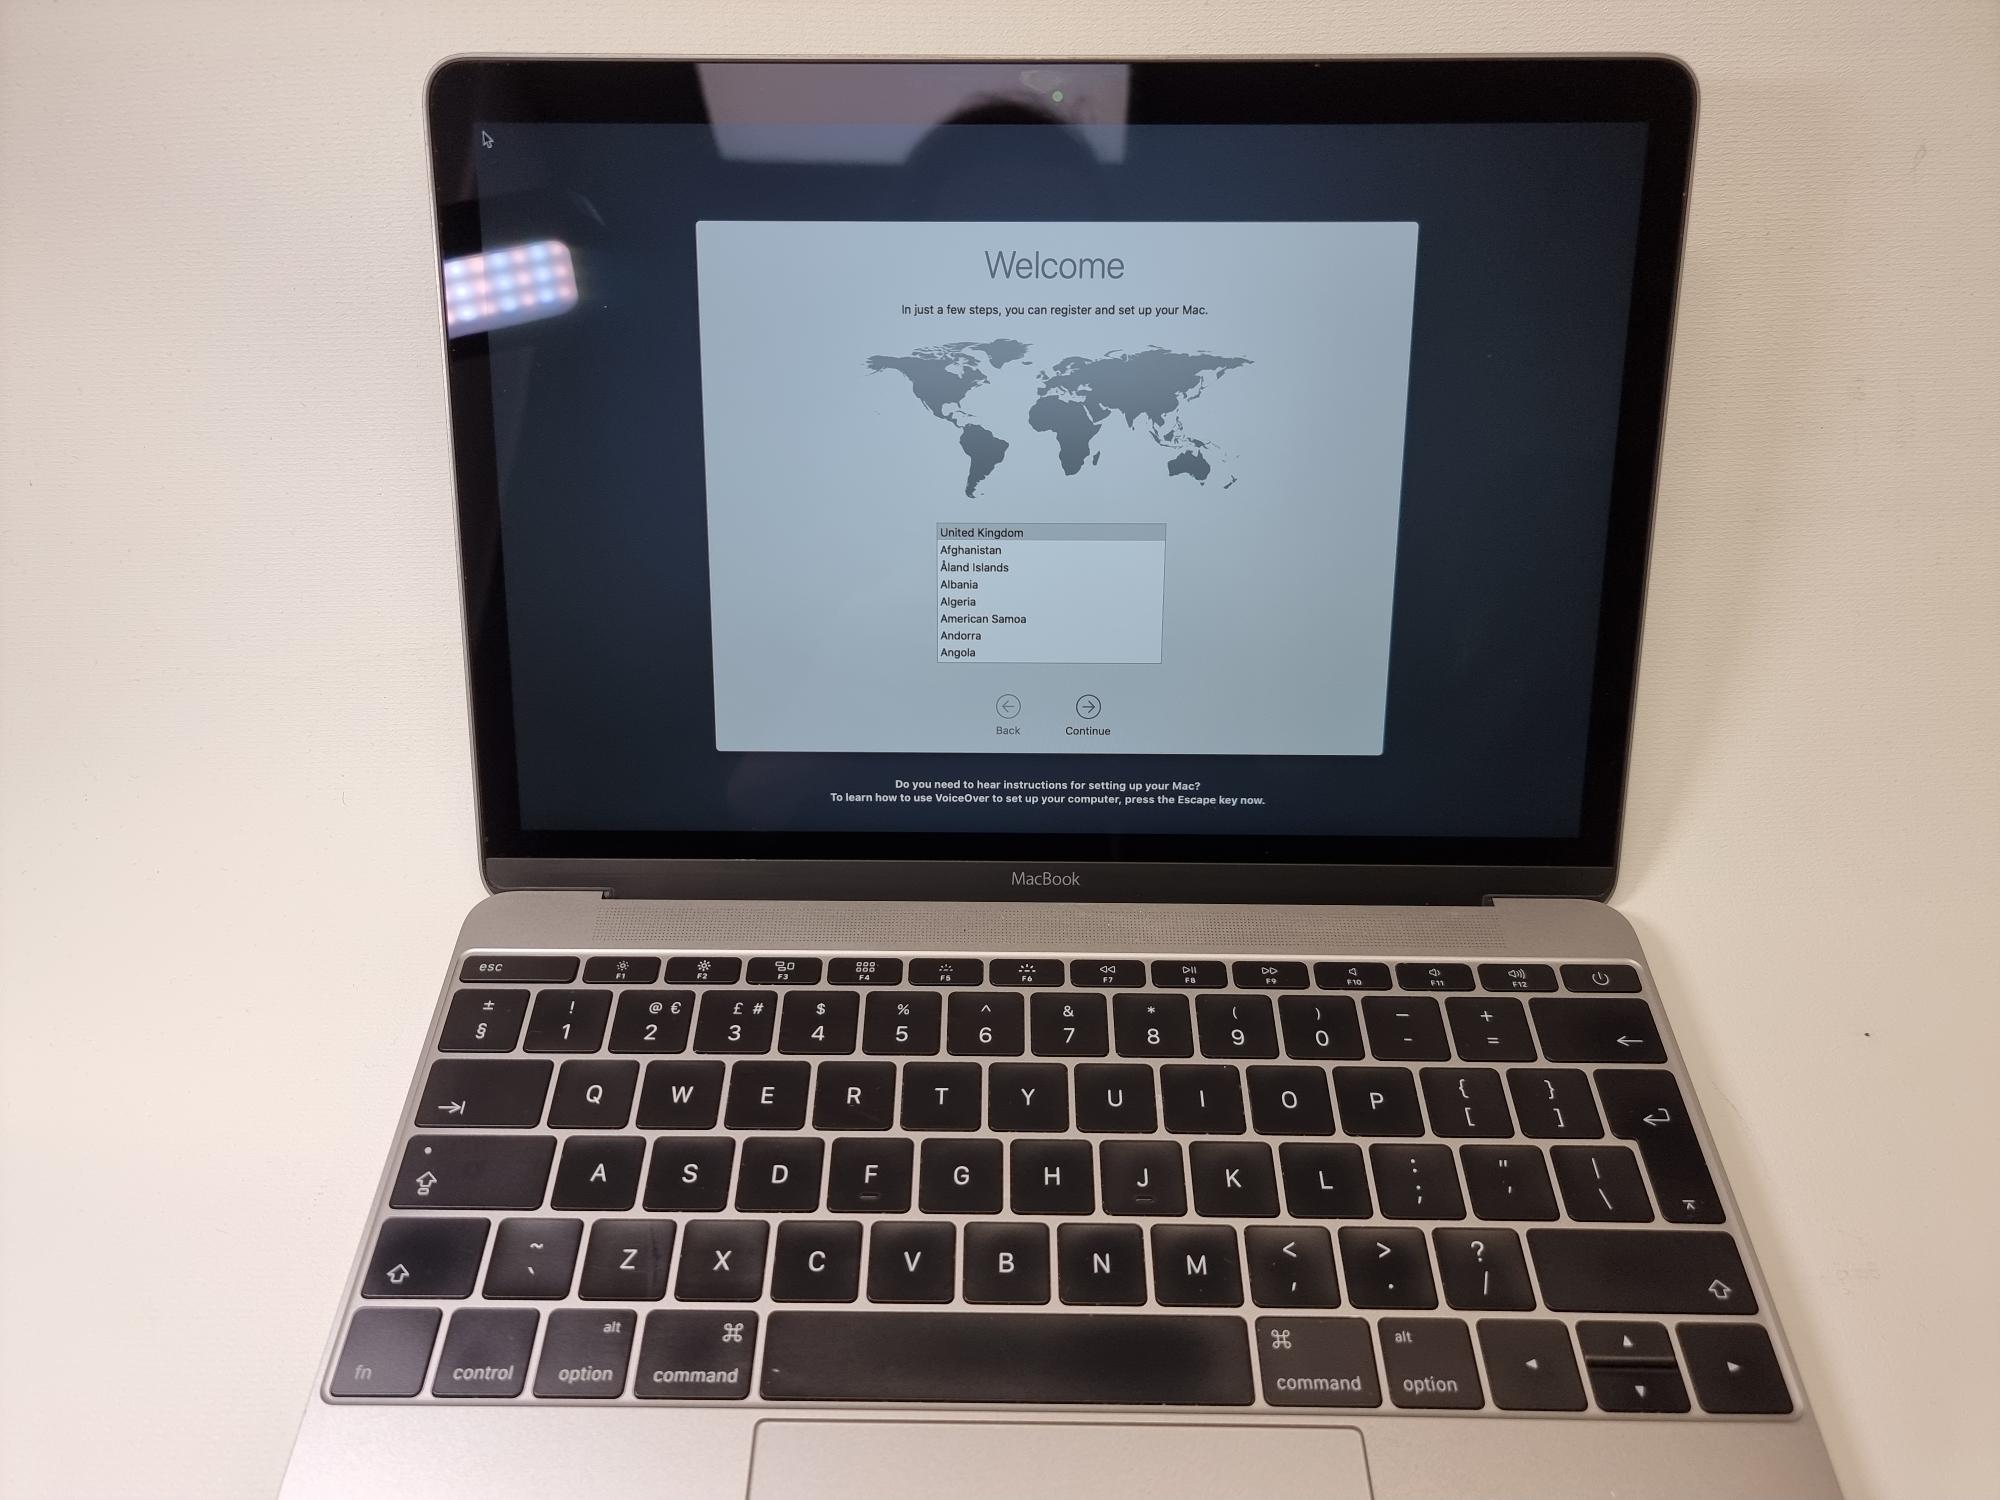 Welcome
In just a few steps, you can register and set up your Mac.
United Kingdom
Afghanistan
Åland Islands
Albania
Algeria
American Samoa
Andorra
Angola
Back Continue
Do you need to hear instructions for setting up your Mac?
To learn how to use VoiceOver to set up your computer, press the Escape key now.
MacBook
esc F1 F2 F3 F4 F5 F6 F7 F8 F9 F10 F11 F12
± ! @ € £ # $ % ^ & * ( ) — +
§ 1 2 3 4 5 6 7 8 9 0 - =
Q W E R T Y U I O P { [ } ]
A S D F G H J K L : ; " ' | \
~ ` Z X C V B N M < , > . ? /
alt ⌘ ⌘ alt
fn control option command command option